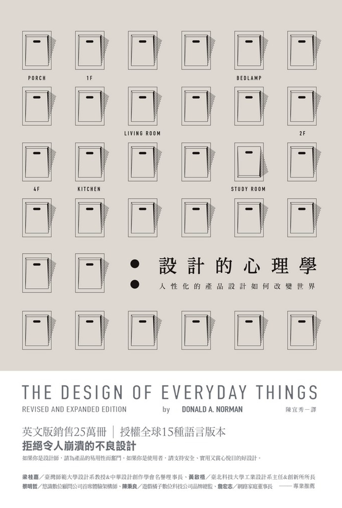 PORCH 1F BEDLAMP
LIVING ROOM 2F
4F KITCHEN STUDY ROOM
設計的心理學
人性化的產品設計如何改變世界
THE DESIGN OF EVERYDAY THINGS
REVISED AND EXPANDED EDITION by DONALD A. NORMAN 陳宜秀—譯
英文版銷售25萬冊｜授權全球15種語言版本
拒絕令人崩潰的不良設計